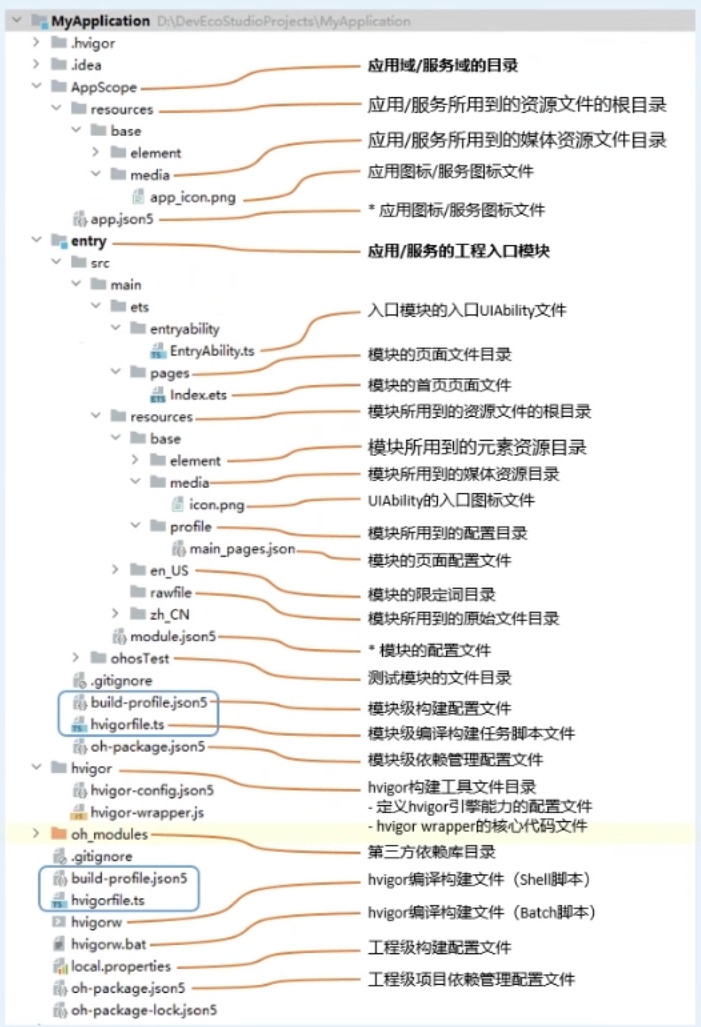 MyApplication D:\DevEcoStudioProjects\MyApplication
.hvigor
.idea
应用域/服务域的目录
AppScope
resources
应用/服务所用到的资源文件的根目录
base
element
应用/服务所用到的媒体资源文件目录
media
应用图标/服务图标文件
app_icon.png
app.json5
* 应用图标/服务图标文件
entry
应用/服务的工程入口模块
src
main
ets
入口模块的入口UIAbility文件
entryability
EntryAbility.ts
模块的页面文件目录
pages
模块的首页页面文件
Index.ets
模块所用到的资源文件的根目录
resources
base
模块所用到的元素资源目录
element
模块所用到的媒体资源目录
media
UIAbility的入口图标文件
icon.png
profile
模块所用到的配置目录
main_pages.json
模块的页面配置文件
en_US
模块的限定词目录
rawfile
zh_CN
模块所用到的原始文件目录
module.json5
* 模块的配置文件
ohosTest
测试模块的文件目录
.gitignore
build-profile.json5
模块级构建配置文件
hvigorfile.ts
模块级编译构建任务脚本文件
oh-package.json5
模块级依赖管理配置文件
hvigor
hvigor构建工具文件目录
hvigor-config.json5
- 定义hvigor引擎能力的配置文件
hvigor-wrapper.js
- hvigor wrapper的核心代码文件
oh_modules
第三方依赖库目录
.gitignore
build-profile.json5
hvigor编译构建文件（Shell脚本）
hvigorfile.ts
hvigor编译构建文件（Batch脚本）
hvigorw
hvigorw.bat
工程级构建配置文件
local.properties
工程级项目依赖管理配置文件
oh-package.json5
oh-package-lock.json5